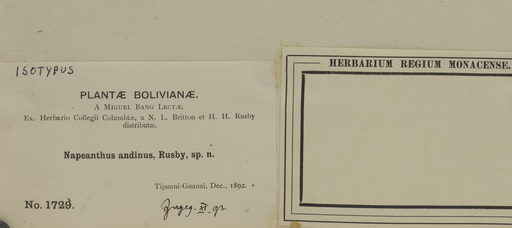 ISOTYPUS
PLANTÆ BOLIVIANÆ.
A MIGUEL BANG LECTÆ.
Ex. Herbario Collegii Columbiæ, a N. L. Britton et H. H. Rusby
distributæ.
Napeanthus andinus, Rusby, sp. n.
Tipuani-Guanai, Dec., 1892.
No. 1729.
HERBARIUM REGIUM MONACENSE.